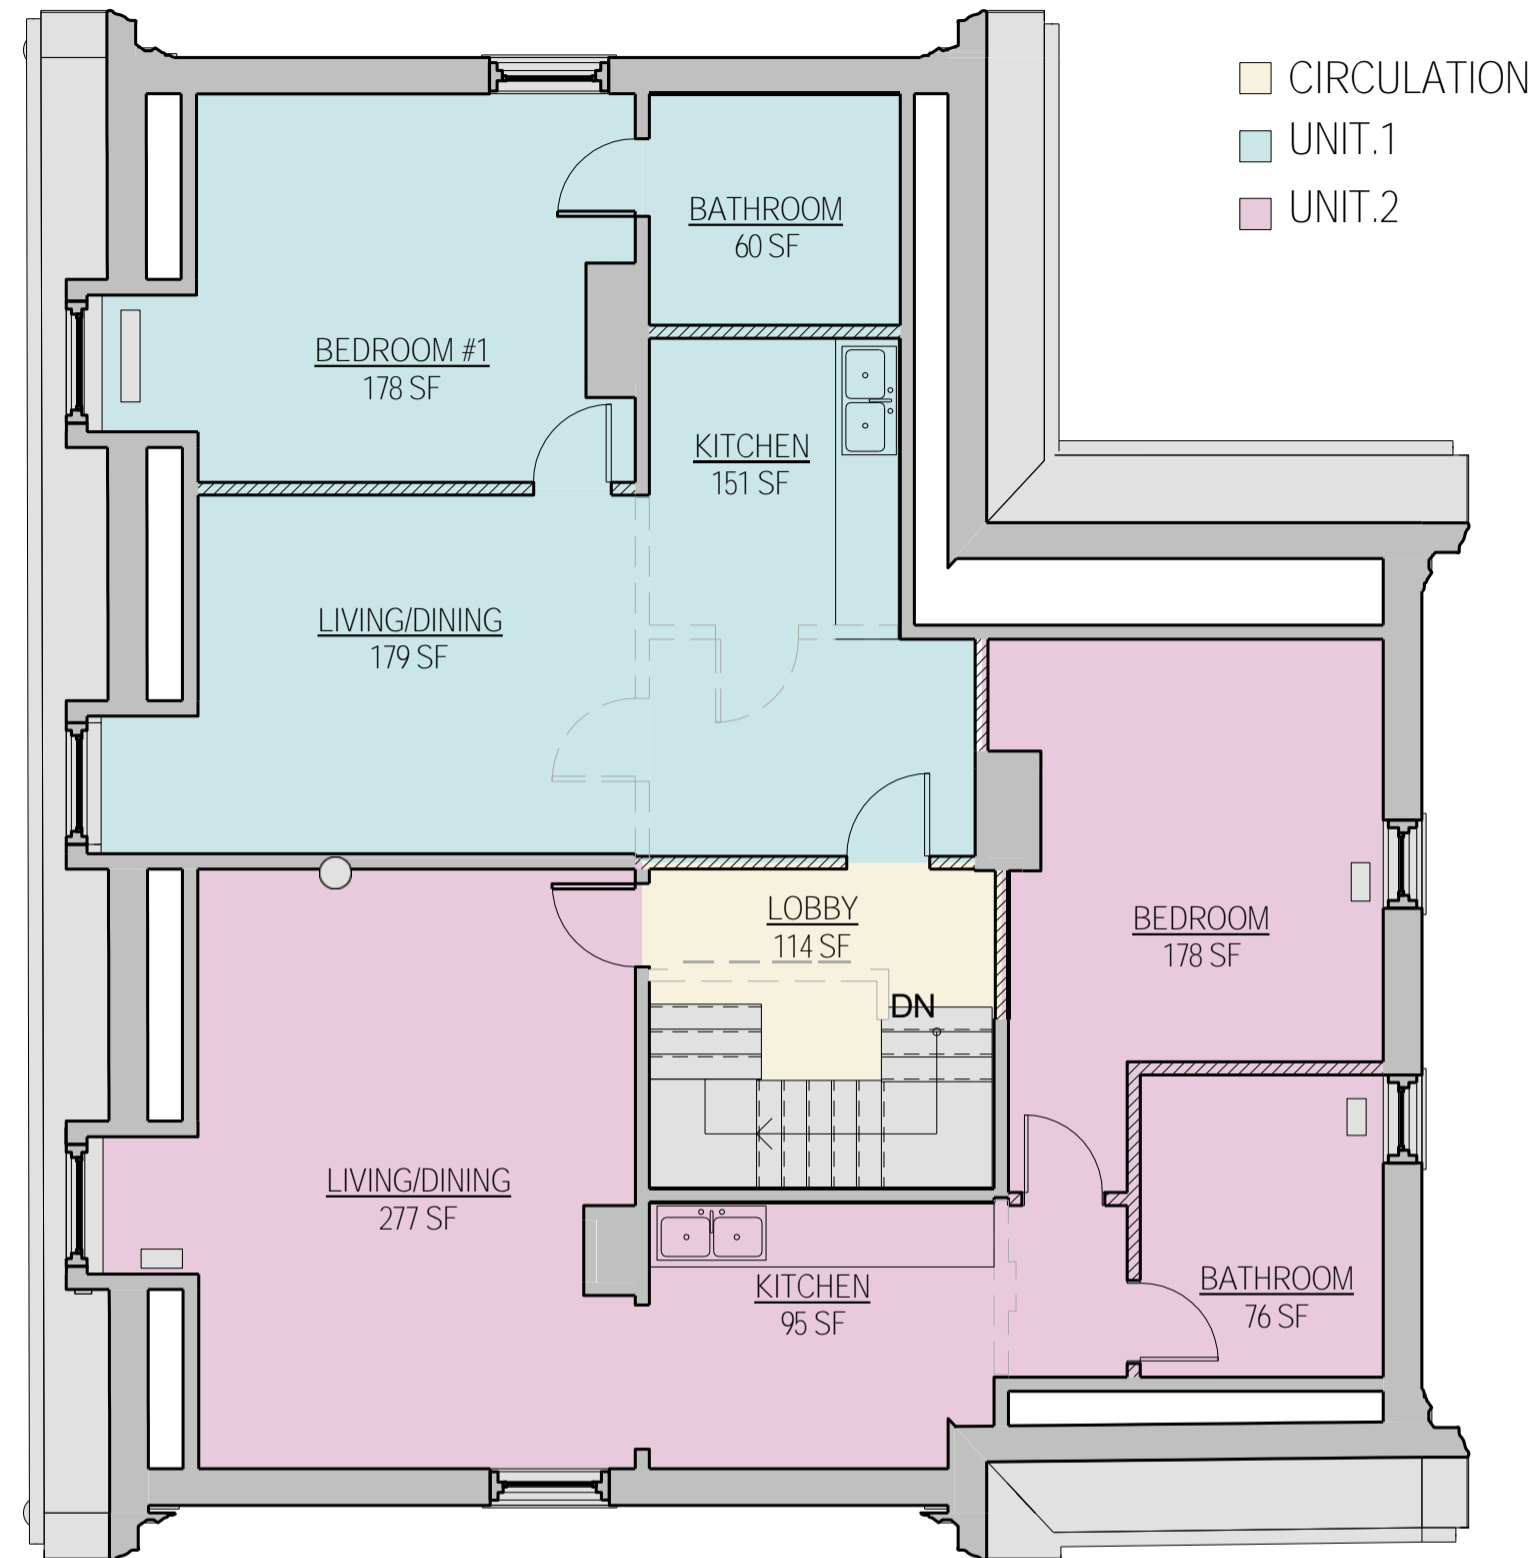 CIRCULATION
UNIT.1
UNIT.2
BATHROOM
60 SF
BEDROOM #1
178 SF
KITCHEN
151 SF
LIVING/DINING
179 SF
LOBBY
114 SF
DN
BEDROOM
178 SF
LIVING/DINING
277 SF
KITCHEN
95 SF
BATHROOM
76 SF